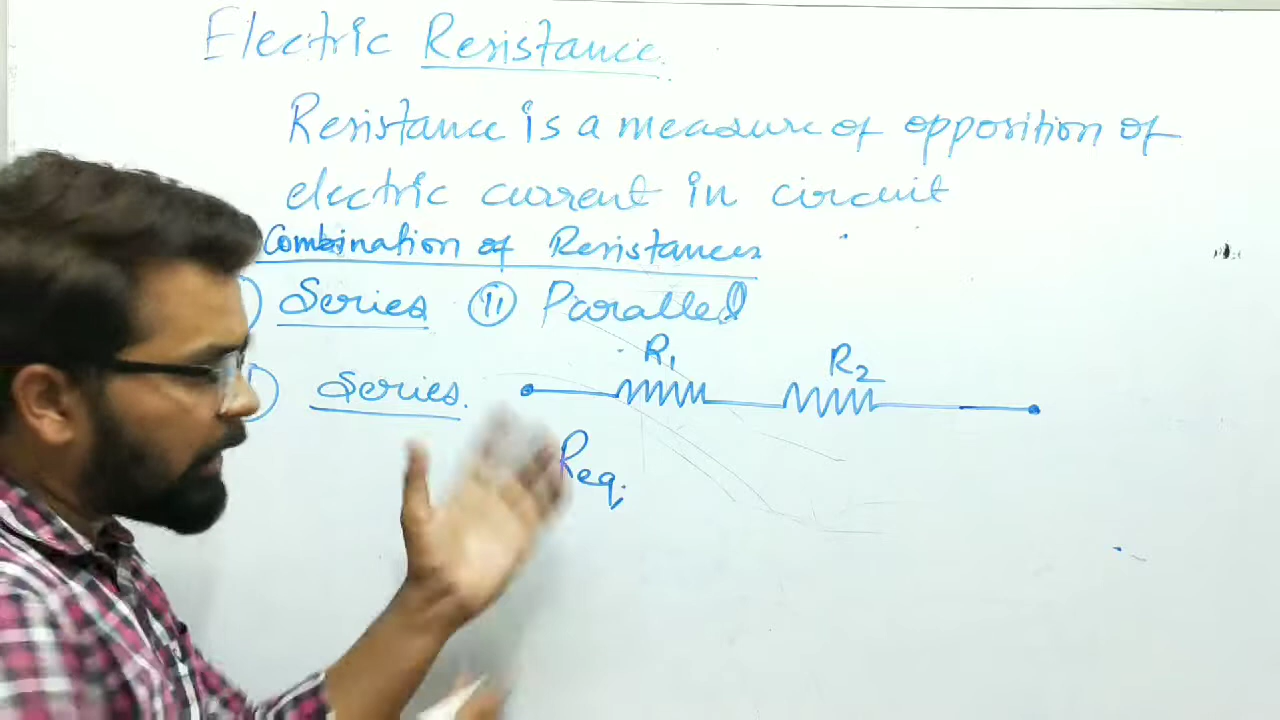 Electric Resistance.
Resistance is a measure of opposition of
electric current in circuit
Combination of Resistances
Series (II) Parallel
Series.
R1
R2
Req.